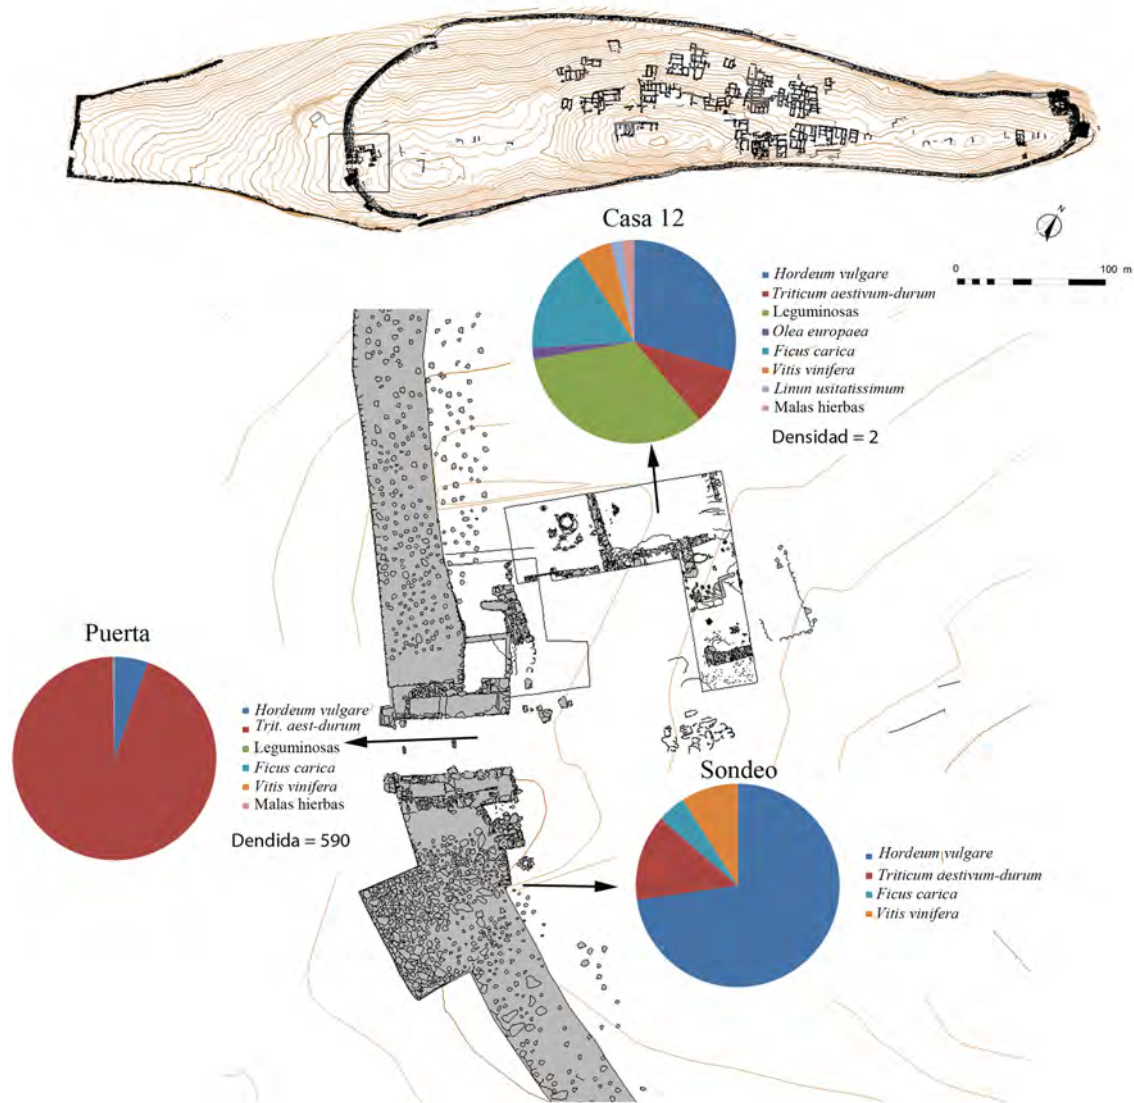 N
0 100 m
Casa 12
Hordeum vulgare
Triticum aestivum-durum
Leguminosas
Olea europaea
Ficus carica
Vitis vinifera
Linun usitatissimum
Malas hierbas
Densidad = 2
Puerta
Hordeum vulgare
Trit. aest-durum
Leguminosas
Ficus carica
Vitis vinifera
Malas hierbas
Dendida = 590
Sondeo
Hordeum vulgare
Triticum aestivum-durum
Ficus carica
Vitis vinifera